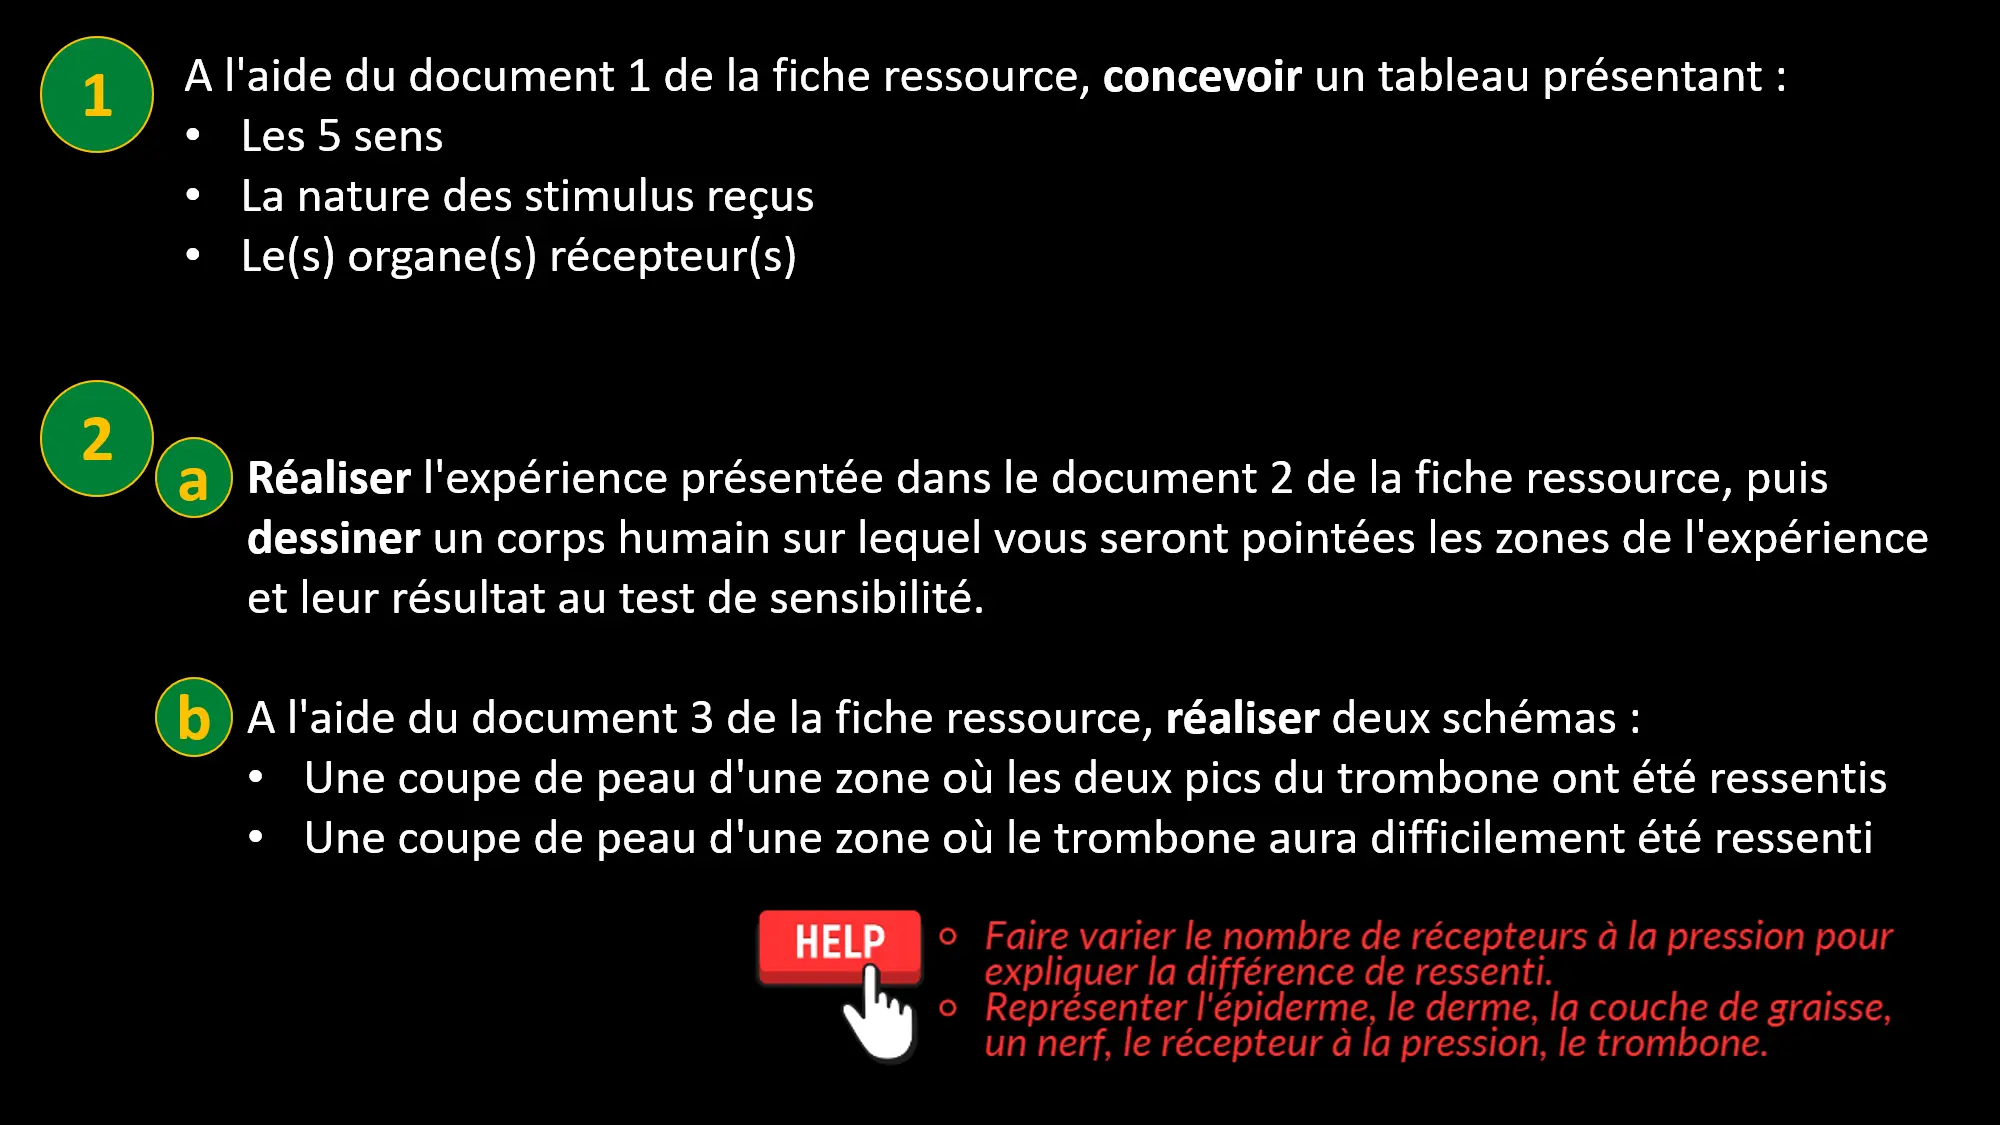 1
A l'aide du document 1 de la fiche ressource, concevoir un tableau présentant :
• Les 5 sens
• La nature des stimulus reçus
• Le(s) organe(s) récepteur(s)
2
a
Réaliser l'expérience présentée dans le document 2 de la fiche ressource, puis
dessiner un corps humain sur lequel vous seront pointées les zones de l'expérience
et leur résultat au test de sensibilité.
b
A l'aide du document 3 de la fiche ressource, réaliser deux schémas :
• Une coupe de peau d'une zone où les deux pics du trombone ont été ressentis
• Une coupe de peau d'une zone où le trombone aura difficilement été ressenti
HELP
○ Faire varier le nombre de récepteurs à la pression pour
expliquer la différence de ressenti.
○ Représenter l'épiderme, le derme, la couche de graisse,
un nerf, le récepteur à la pression, le trombone.